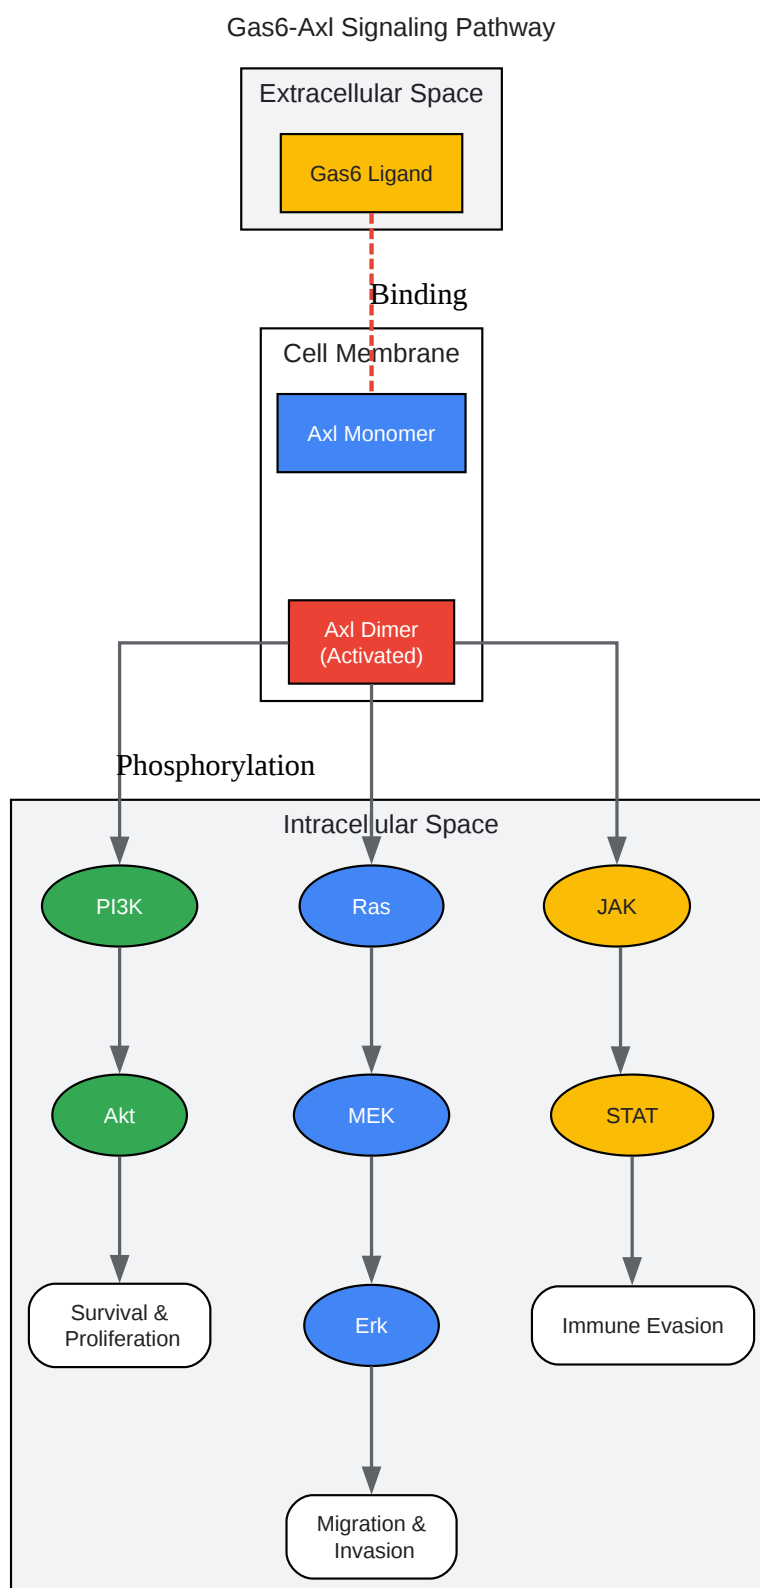 Gas6-Axl Signaling Pathway
Extracellular Space
Gas6 Ligand
Binding
Cell Membrane
Axl Monomer
Axl Dimer
(Activated)
Phosphorylation
Intracellular Space
PI3K
Ras
JAK
Akt
MEK
STAT
Survival &
Proliferation
Erk
Immune Evasion
Migration &
Invasion